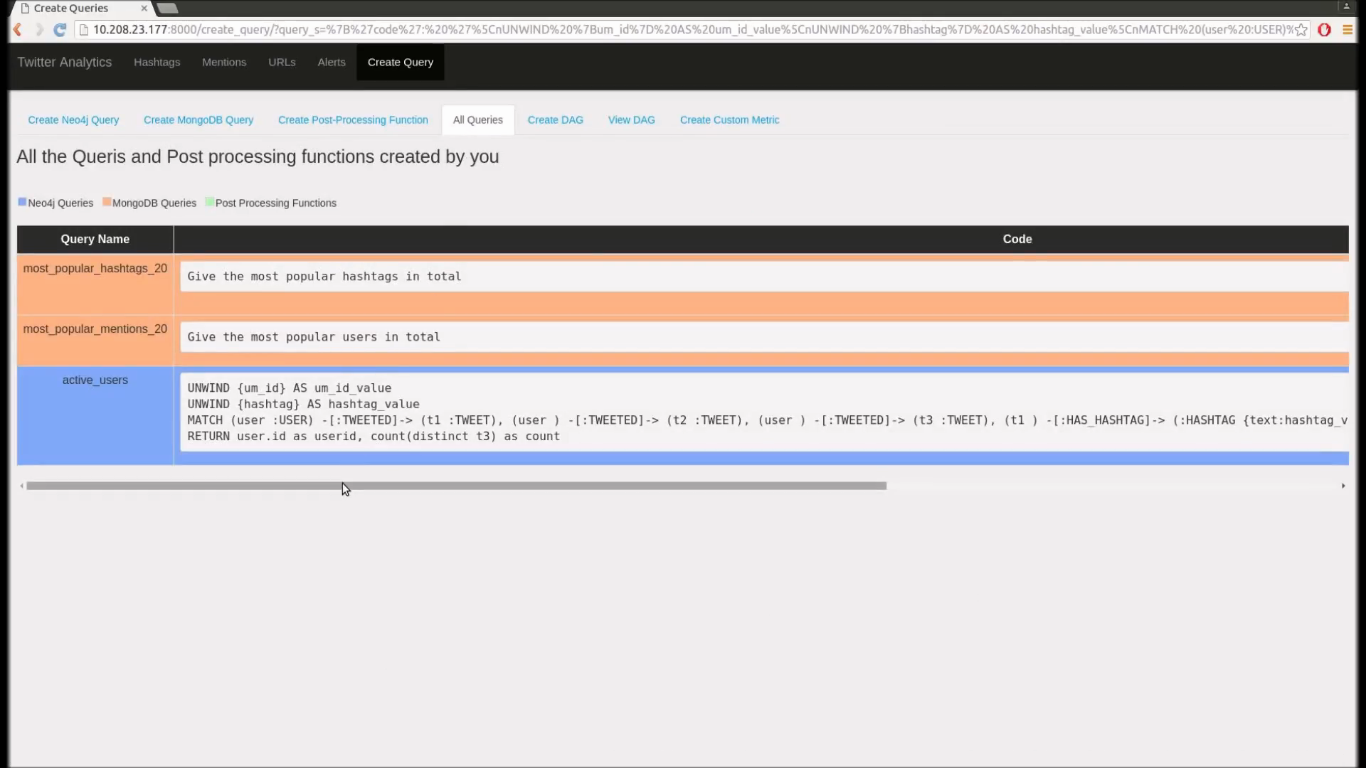 Create Queries
10.208.23.177:8000/create_query/?query_s=%7B%27code%27:%20%27%5CnUNWIND%20%7Bum_id%7D%20AS%20um_id_value%5CnUNWIND%20%7Bhashtag%7D%20AS%20hashtag_value%5CnMATCH%20(user%20:USER)%
Twitter Analytics Hashtags Mentions URLs Alerts Create Query
Create Neo4j Query Create MongoDB Query Create Post-Processing Function All Queries Create DAG View DAG Create Custom Metric
All the Queris and Post processing functions created by you
Neo4j Queries MongoDB Queries Post Processing Functions
Query Name Code
most_popular_hashtags_20 Give the most popular hashtags in total
most_popular_mentions_20 Give the most popular users in total
active_users UNWIND {um_id} AS um_id_value
UNWIND {hashtag} AS hashtag_value
MATCH (user :USER) -[:TWEETED]-> (t1 :TWEET), (user ) -[:TWEETED]-> (t2 :TWEET), (user ) -[:TWEETED]-> (t3 :TWEET), (t1 ) -[:HAS_HASHTAG]-> (:HASHTAG {text:hashtag_v
RETURN user.id as userid, count(distinct t3) as count